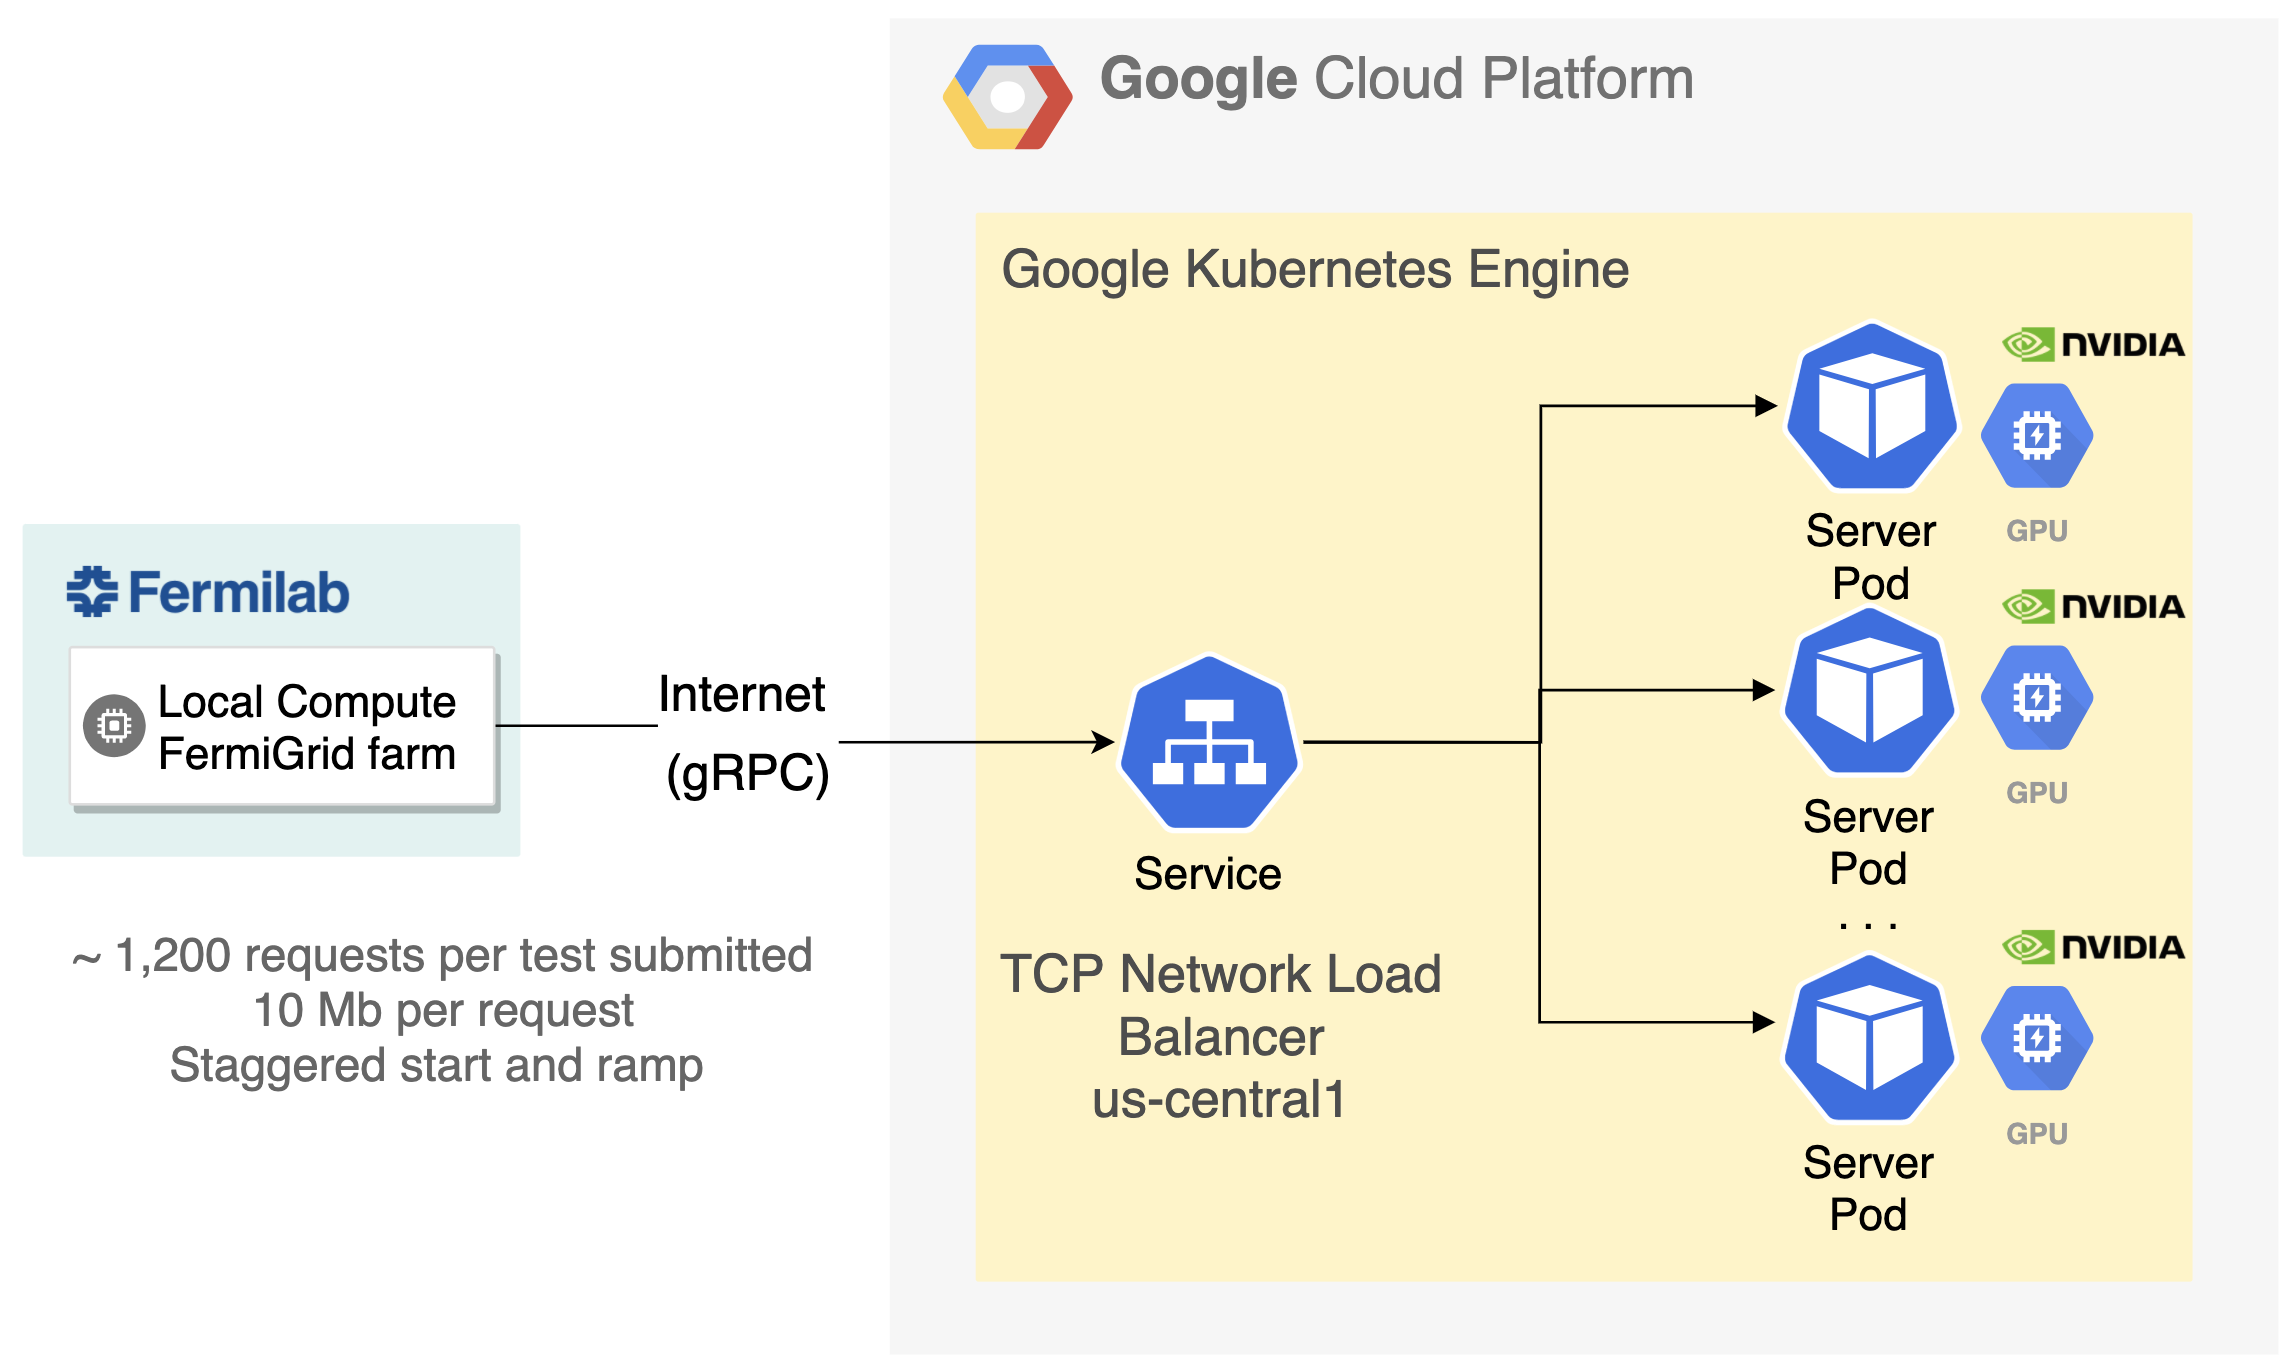 Google Cloud Platform
Google Kubernetes Engine
NVIDIA
GPU
Server
Pod
NVIDIA
GPU
Server
Pod
. . .
NVIDIA
GPU
Server
Pod
Fermilab
Local Compute
FermiGrid farm
Internet
(gRPC)
Service
TCP Network Load
Balancer
us-central1
~ 1,200 requests per test submitted
10 Mb per request
Staggered start and ramp